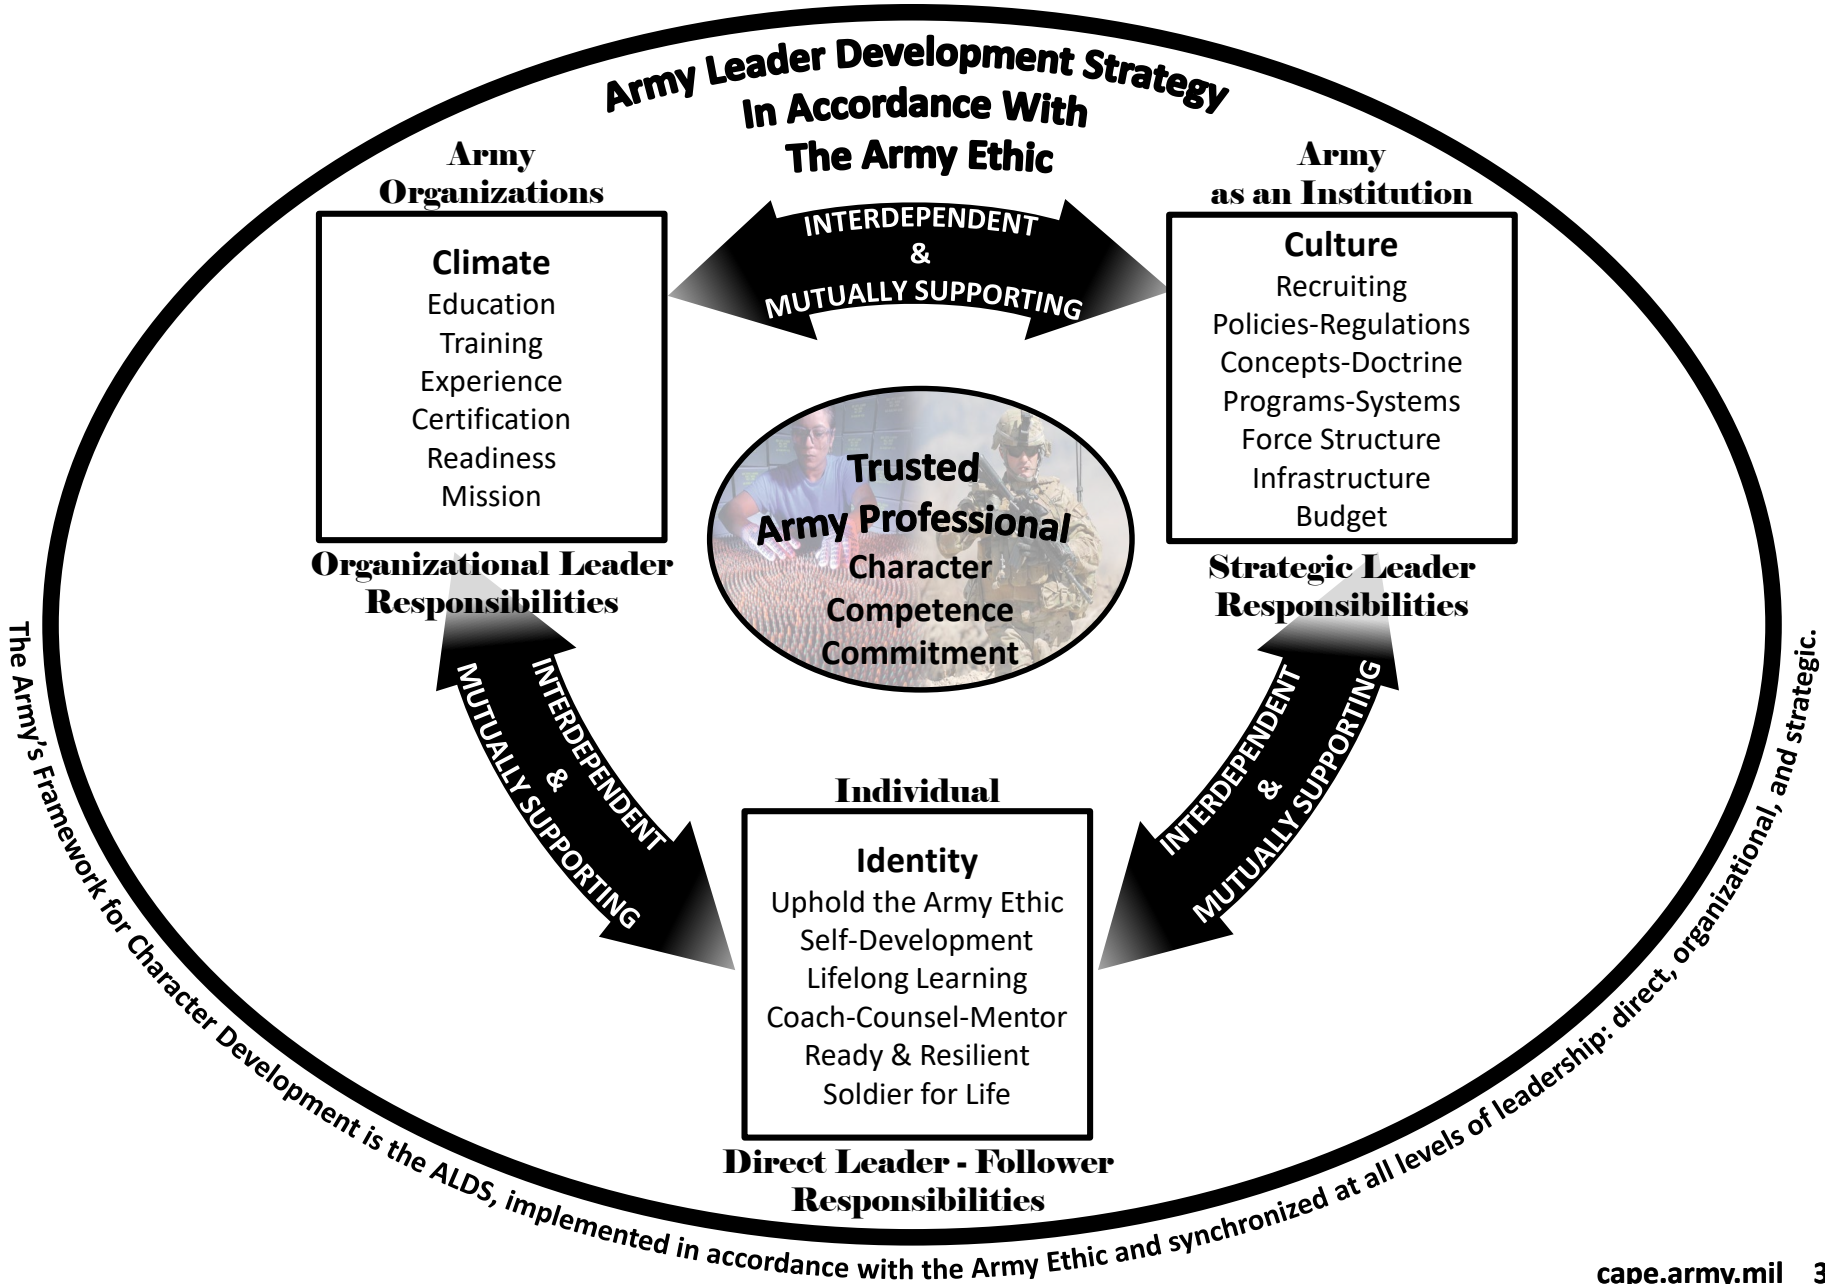 Army Leader Development Strategy
In Accordance With
The Army Ethic
Army
Organizations
Climate
Education
Training
Experience
Certification
Readiness
Mission
Organizational Leader
Responsibilities
INTERDEPENDENT
&
MUTUALLY SUPPORTING
Army
as an Institution
Culture
Recruiting
Policies-Regulations
Concepts-Doctrine
Programs-Systems
Force Structure
Infrastructure
Budget
Strategic Leader
Responsibilities
Trusted
Army Professional
Character
Competence
Commitment
INTERDEPENDENT
&
MUTUALLY SUPPORTING
INTERDEPENDENT
&
MUTUALLY SUPPORTING
Individual
Identity
Uphold the Army Ethic
Self-Development
Lifelong Learning
Coach-Counsel-Mentor
Ready & Resilient
Soldier for Life
Direct Leader - Follower
Responsibilities
The Army's Framework for Character Development is the ALDS, implemented in accordance with the Army Ethic and synchronized at all levels of leadership: direct, organizational, and strategic.
cape.army.mil 3